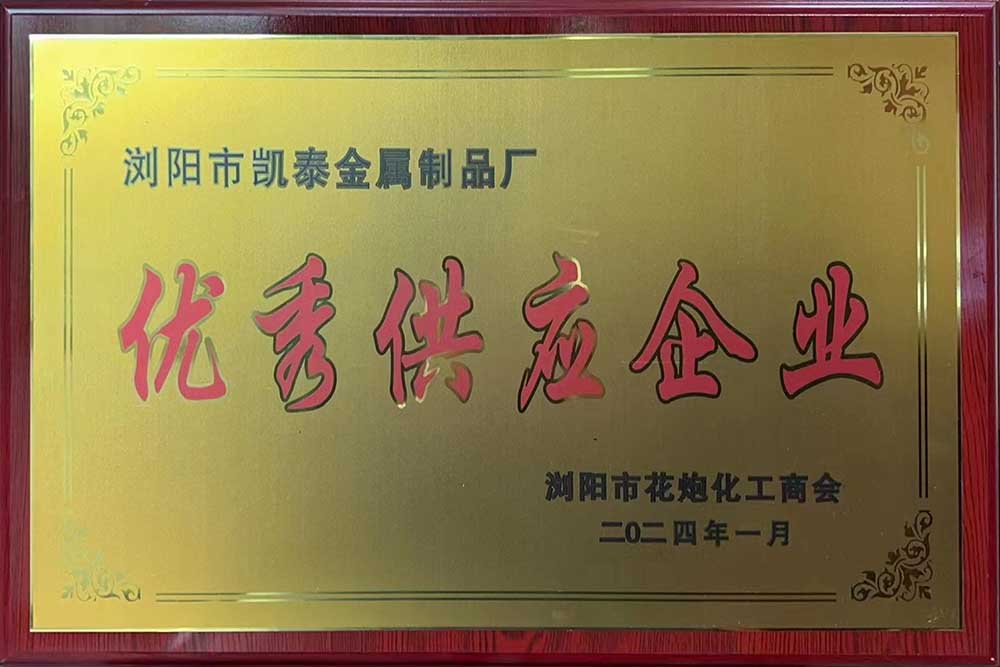 浏阳市凯泰金属制品厂
优秀供应企业
浏阳市花炮化工商会
二0二四年一月